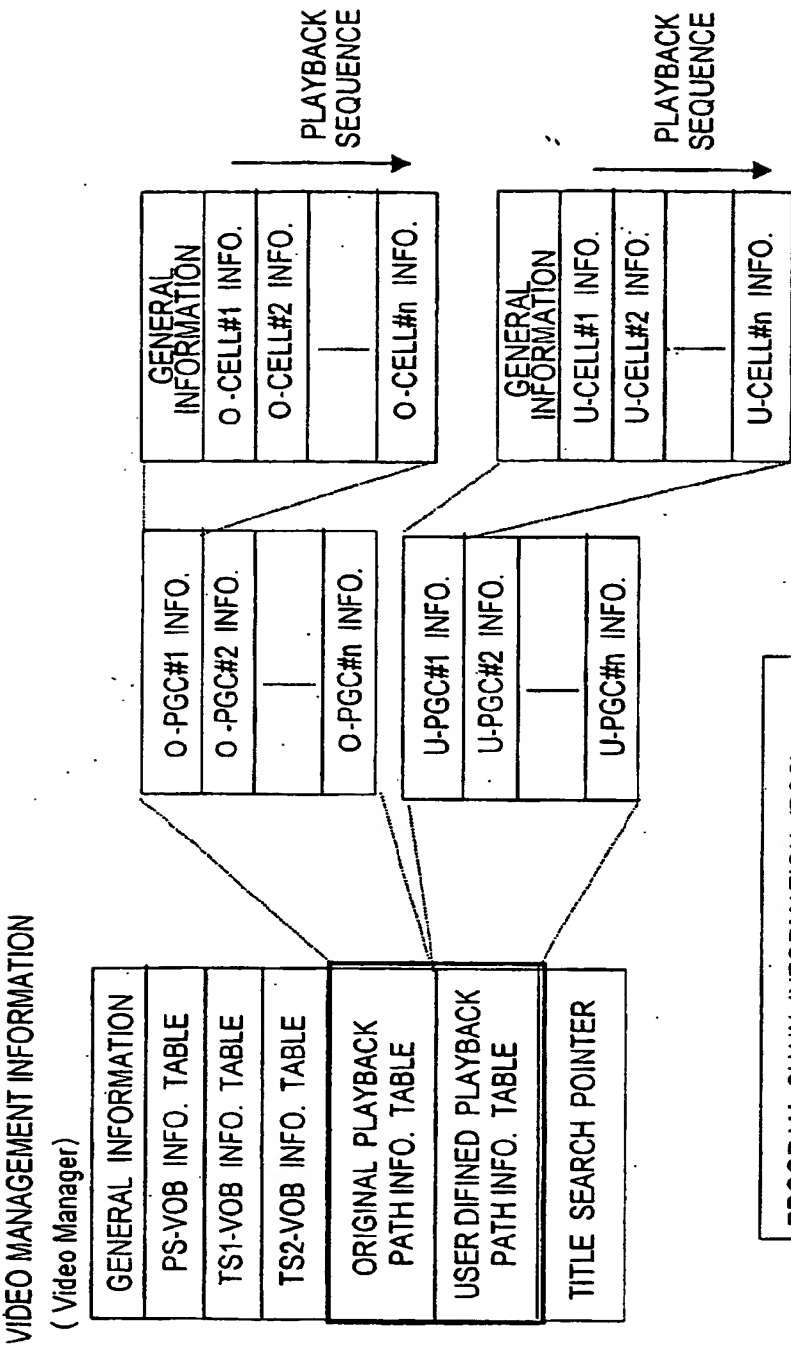 VIDEO MANAGEMENT INFORMATION
( Video Manager)
GENERAL INFORMATION
PS-VOB INFO. TABLE
TS1-VOB INFO. TABLE
TS2-VOB INFO. TABLE
ORIGINAL PLAYBACK
PATH INFO. TABLE
USER DIFINED PLAYBACK
PATH INFO. TABLE
TITLE SEARCH POINTER
O-PGC#1 INFO.
O-PGC#2 INFO.
O-PGC#n INFO.
U-PGC#1 INFO.
U-PGC#2 INFO.
U-PGC#n INFO.
GENERAL
INFORMATION
O-CELL#1 INFO.
O-CELL#2 INFO.
O-CELL#n INFO.
PLAYBACK
SEQUENCE
GENERAL
INFORMATION
U-CELL#1 INFO.
U-CELL#2 INFO.
U-CELL#n INFO.
PLAYBACK
SEQUENCE